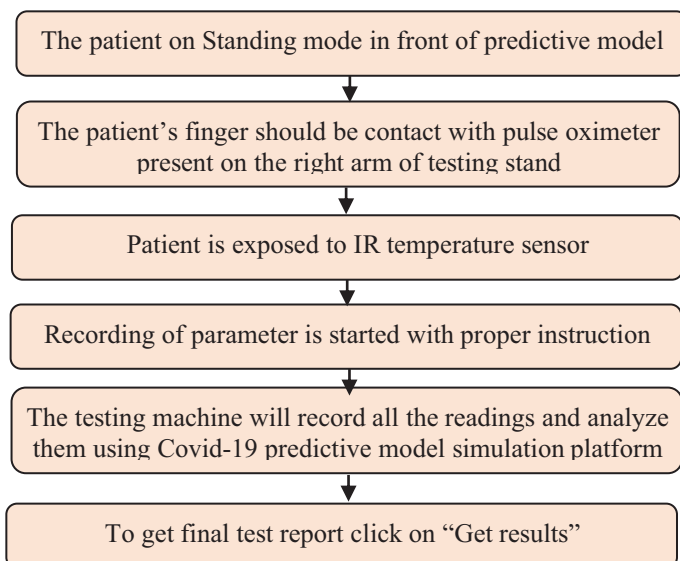 The patient on Standing mode in front of predictive model
The patient’s finger should be contact with pulse oximeter
present on the right arm of testing stand
Patient is exposed to IR temperature sensor
Recording of parameter is started with proper instruction
The testing machine will record all the readings and analyze
them using Covid-19 predictive model simulation platform
To get final test report click on “Get results”